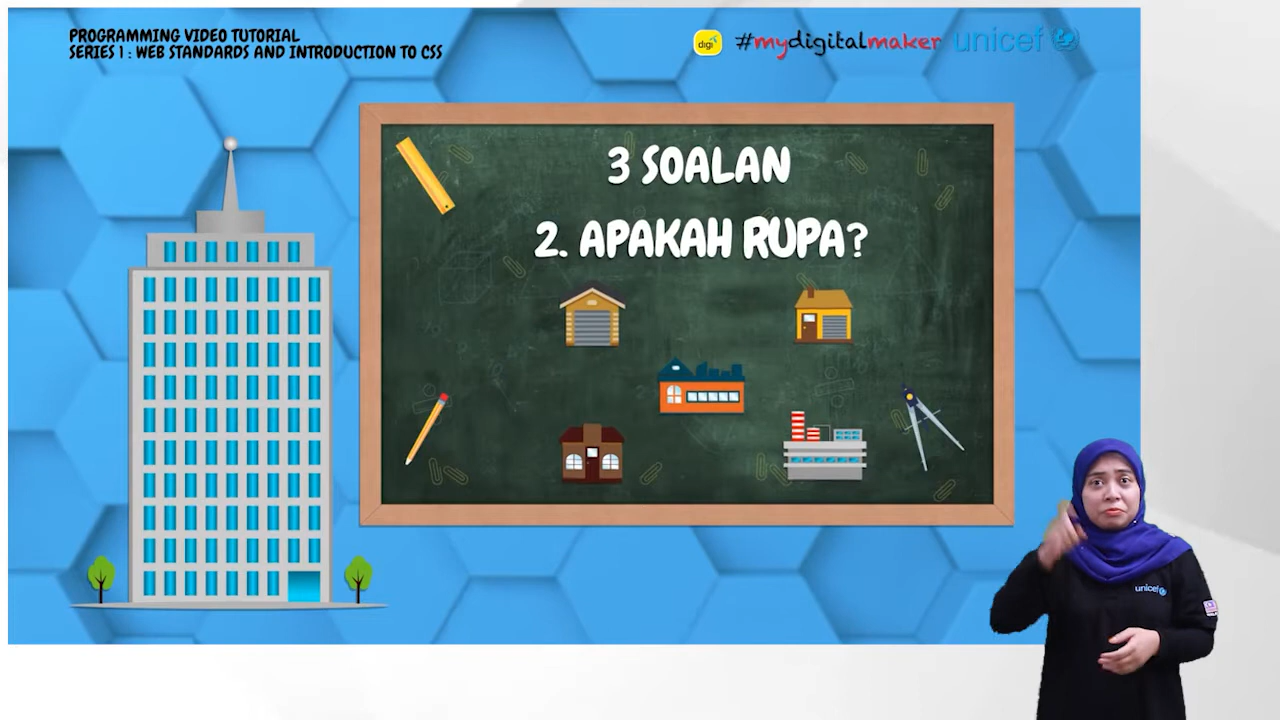 PROGRAMMING VIDEO TUTORIAL
SERIES 1 : WEB STANDARDS AND INTRODUCTION TO CSS
digi
#mydigitalmaker
unicef
3 SOALAN
2. APAKAH RUPA?
unicef